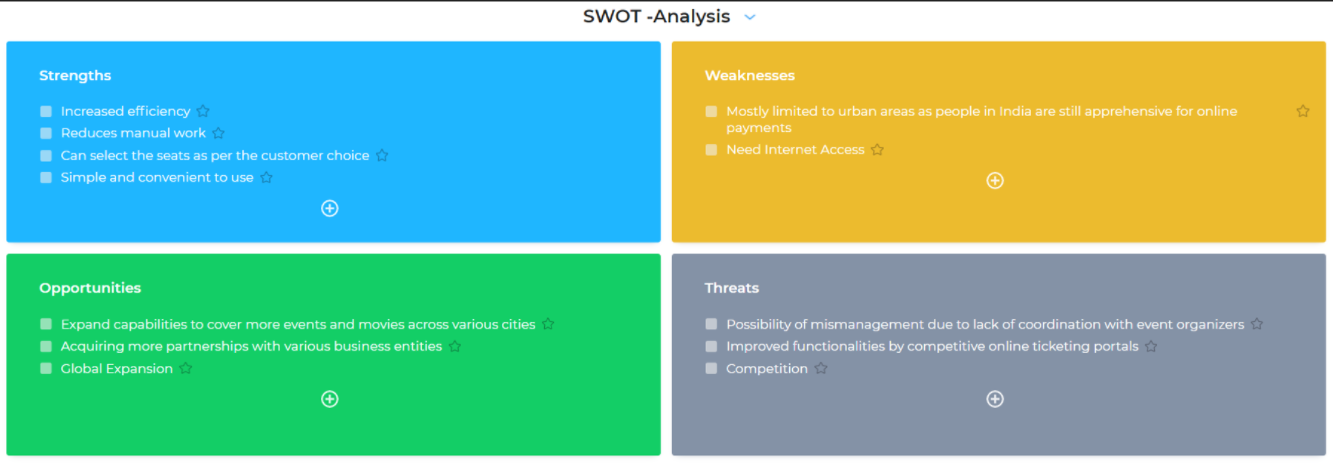 SWOT -Analysis
Strengths
Increased efficiency
Reduces manual work
Can select the seats as per the customer choice
Simple and convenient to use
Weaknesses
Mostly limited to urban areas as people in India are still apprehensive for online
payments
Need Internet Access
Opportunities
Expand capabilities to cover more events and movies across various cities
Acquiring more partnerships with various business entities
Global Expansion
Threats
Possibility of mismanagement due to lack of coordination with event organizers
Improved functionalities by competitive online ticketing portals
Competition